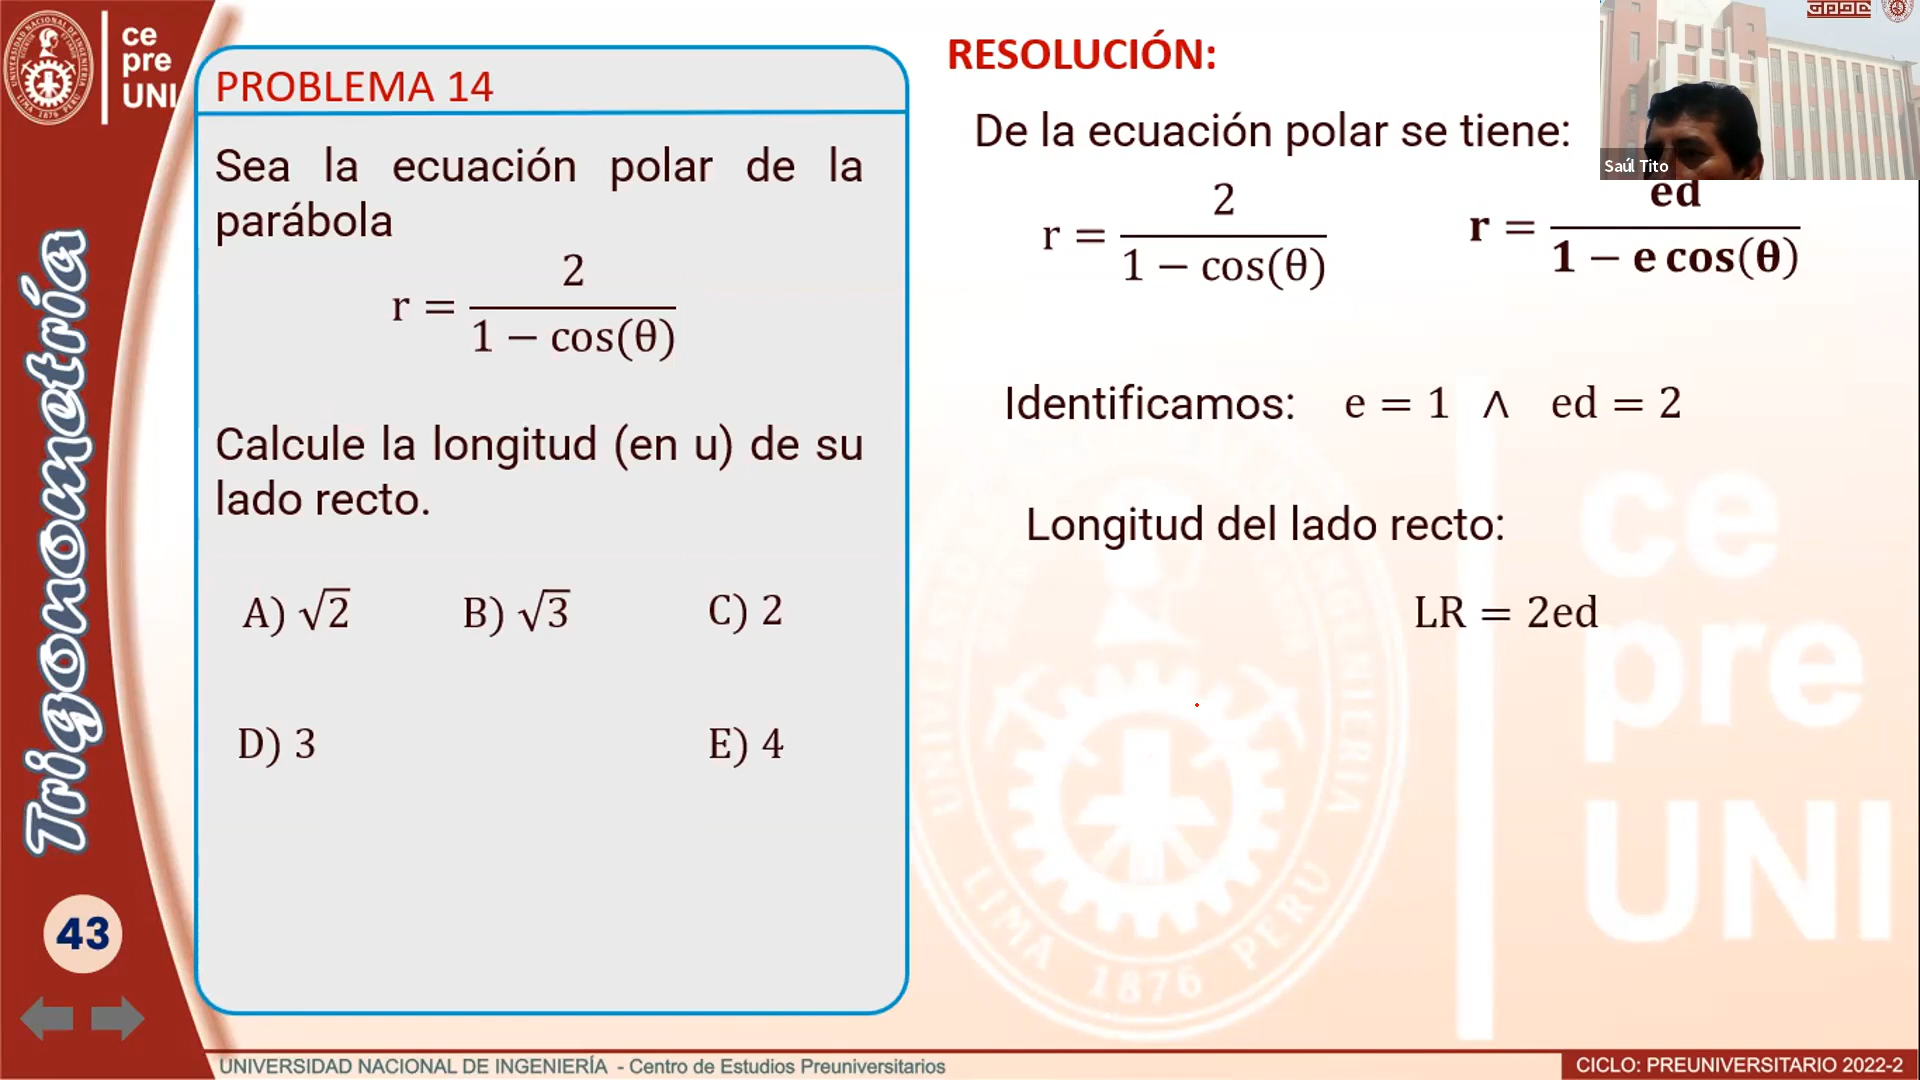 ce
pre
UNI
Trigonometría
43
PROBLEMA 14
Sea la ecuación polar de la
parábola
r = 2 / (1 − cos(θ))
Calcule la longitud (en u) de su
lado recto.
A) √2 B) √3 C) 2
D) 3 E) 4
RESOLUCIÓN:
De la ecuación polar se tiene:
r = 2 / (1 − cos(θ)) r = ed / (1 − e cos(θ))
Identificamos: e = 1 ∧ ed = 2
Longitud del lado recto:
LR = 2ed
Saúl Tito
ce
pre
UNI
LIMA 1876 PERU
UNIVERSIDAD NACIONAL DE INGENIERÍA - Centro de Estudios Preuniversitarios
CICLO: PREUNIVERSITARIO 2022-2